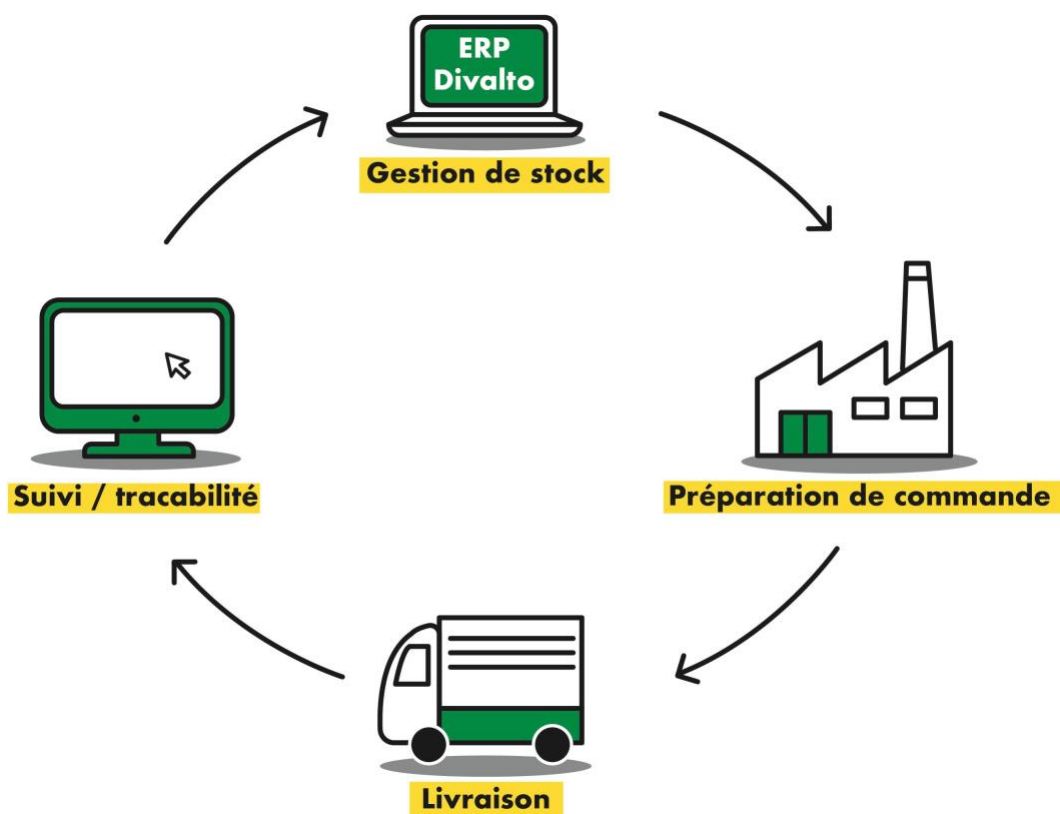 ERP
Divalto
Gestion de stock
Suivi / tracabilité
Préparation de commande
Livraison